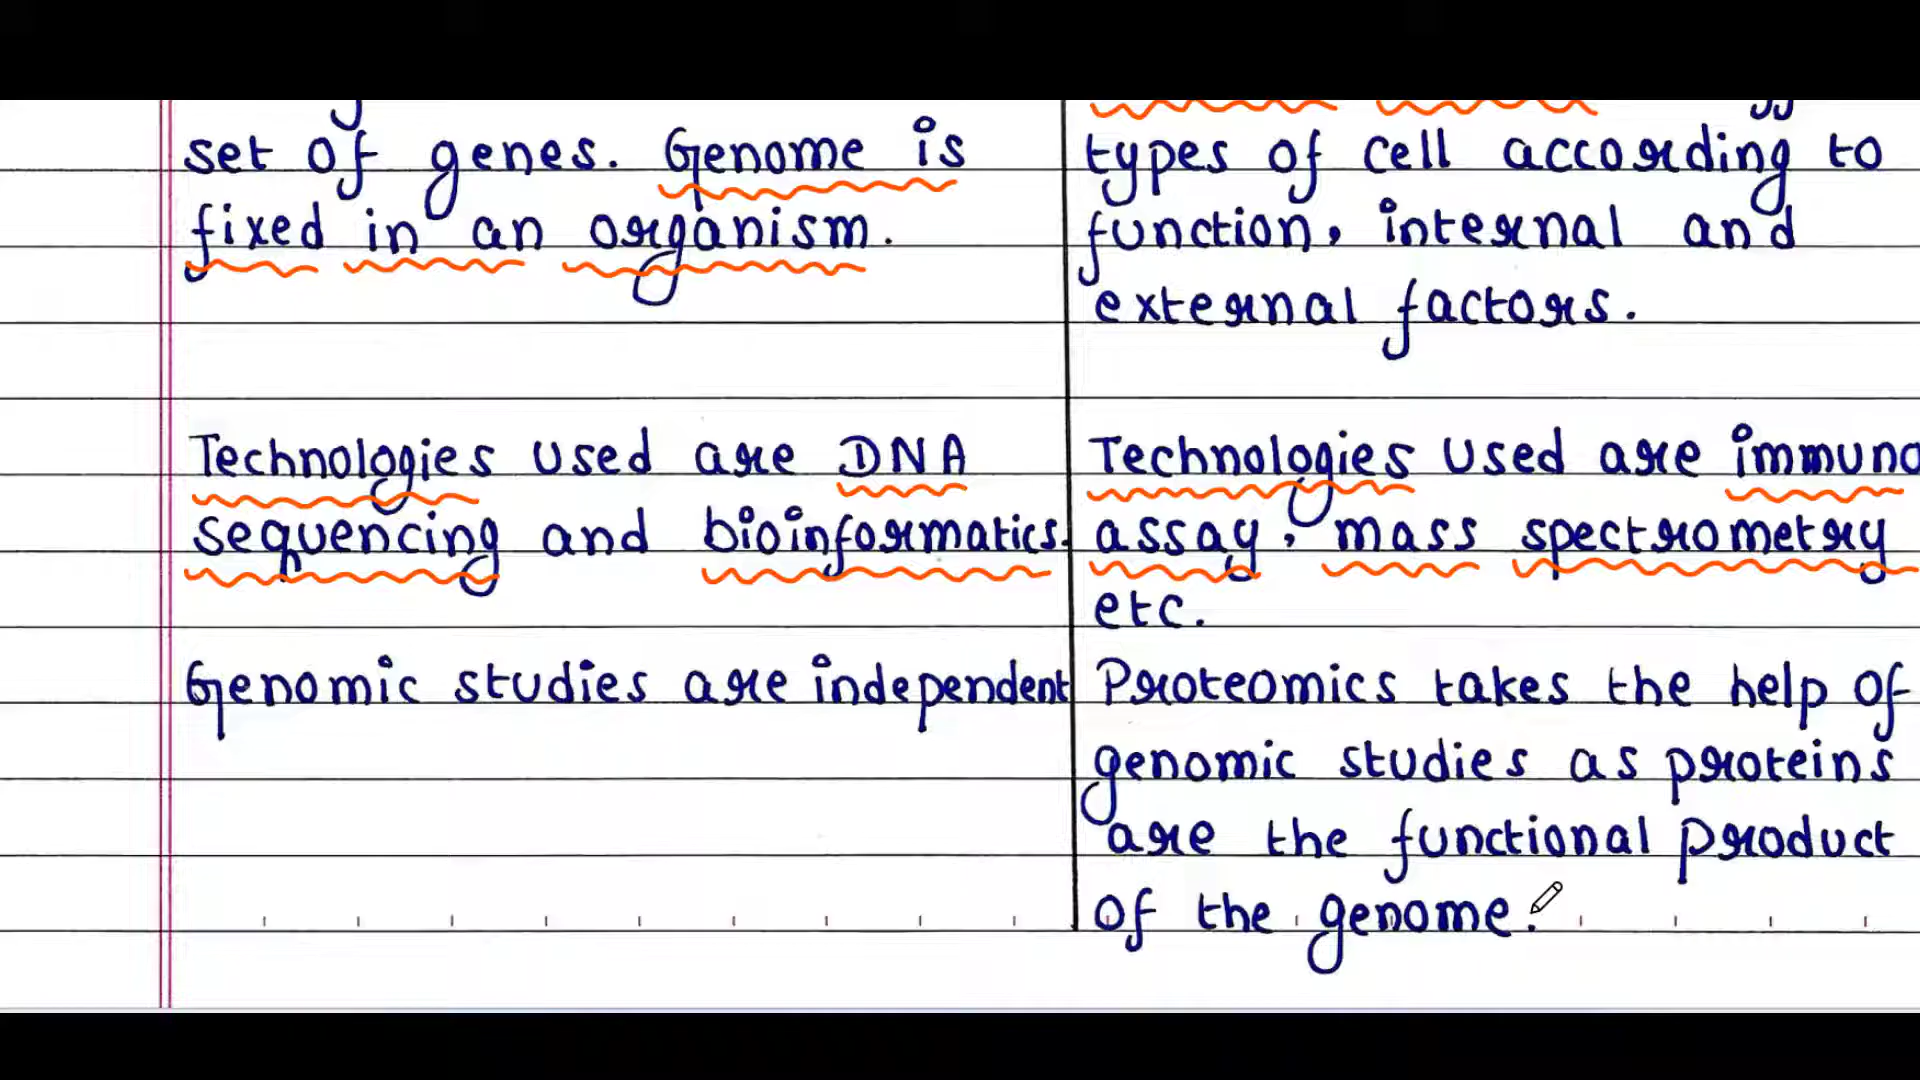 set of genes. Genome is
fixed in an organism.
Technologies used are DNA
sequencing and bioinformatics.
Genomic studies are independent
types of cell according to
function, internal and
external factors.
Technologies used are immuno
assay, mass spectrometry
etc.
Proteomics takes the help of
genomic studies as proteins
are the functional product
of the genome.